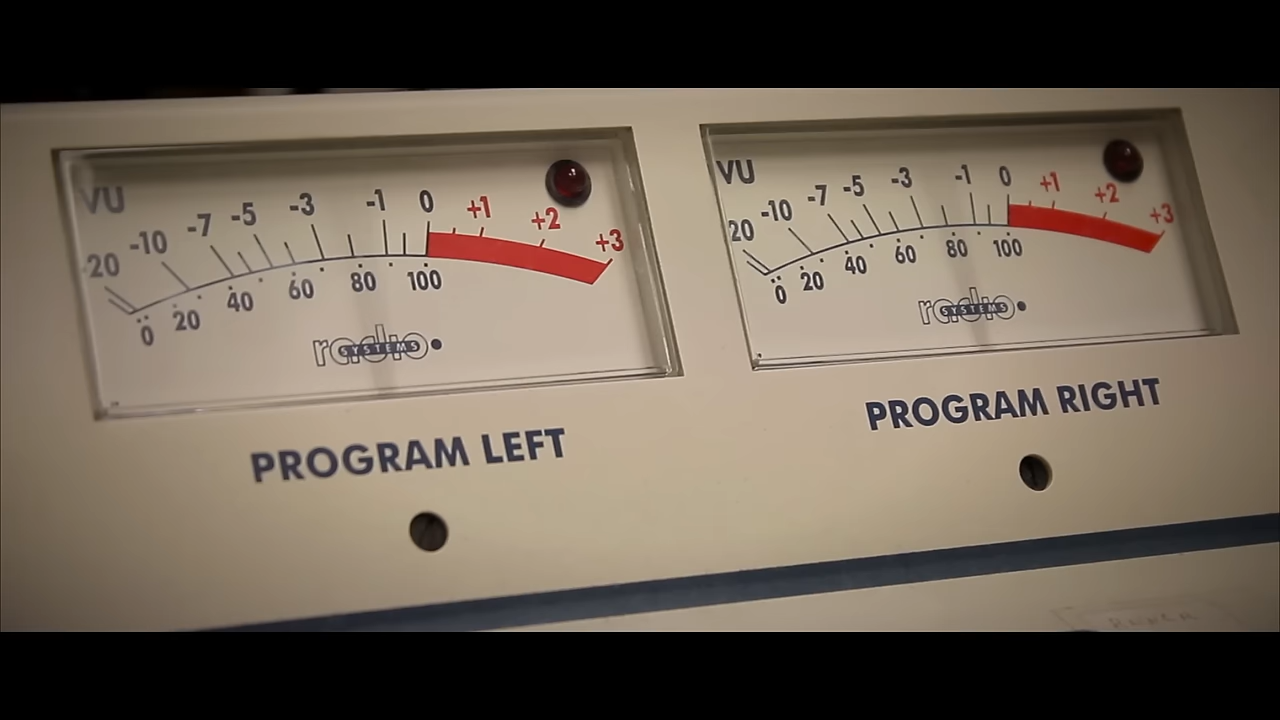 VU
20 -10 -7 -5 -3 -1 0 +1 +2 +3
0 20 40 60 80 100
radio
SYSTEMS
PROGRAM LEFT
VU
20 -10 -7 -5 -3 -1 0 +1 +2 +3
0 20 40 60 80 100
radio
SYSTEMS
PROGRAM RIGHT